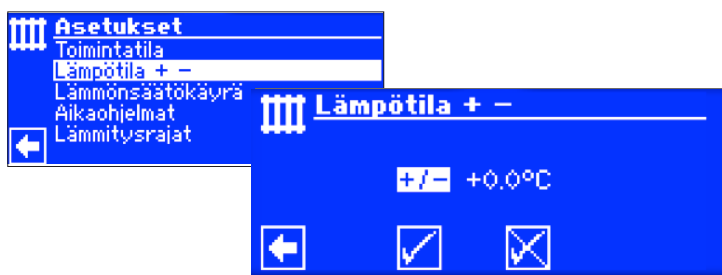 Asetukset
Toimintatila
Lämpötila + −
Lämmönsäätökäyrä
Aikaohjelmat
Lämmitysrajat
Lämpötila + −
+/− +0.0°C